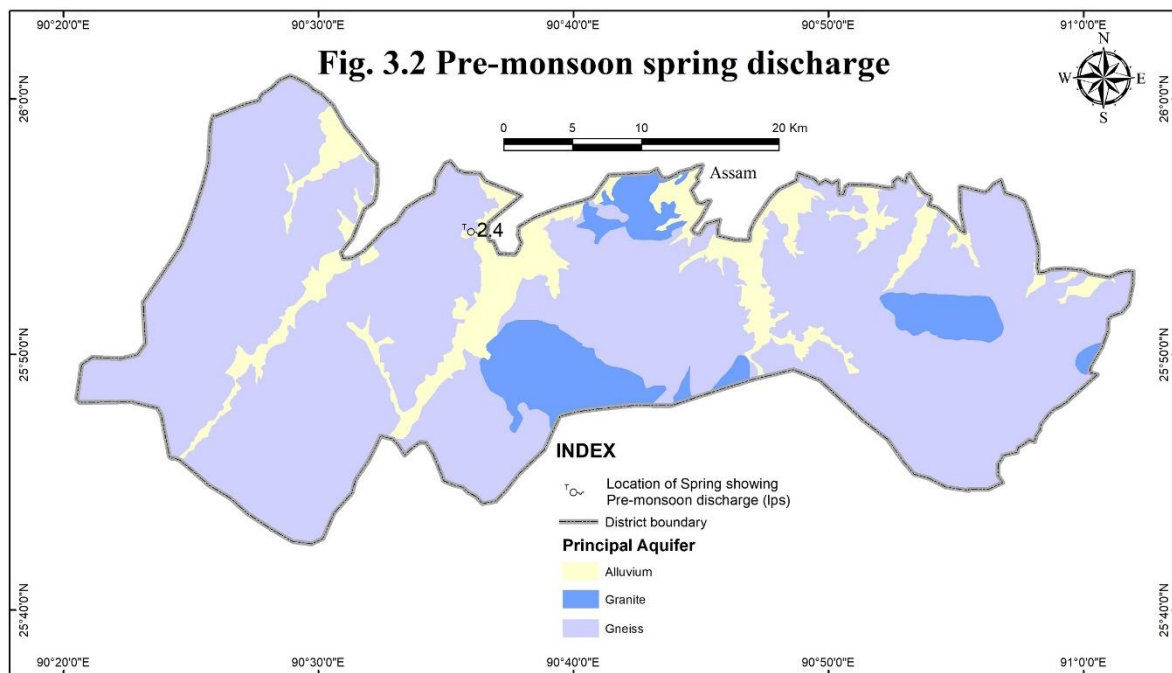 90°20'0"E 90°30'0"E 90°40'0"E 90°50'0"E 91°0'0"E
Fig. 3.2 Pre-monsoon spring discharge
N
W E
S
26°0'0"N 26°0'0"N
0 5 10 20 Km
Assam
T 2.4
25°50'0"N 25°50'0"N
INDEX
T Location of Spring showing
Pre-monsoon discharge (lps)
District boundary
Principal Aquifer
Alluvium
Granite
Gneiss
25°40'0"N 25°40'0"N
90°20'0"E 90°30'0"E 90°40'0"E 90°50'0"E 91°0'0"E